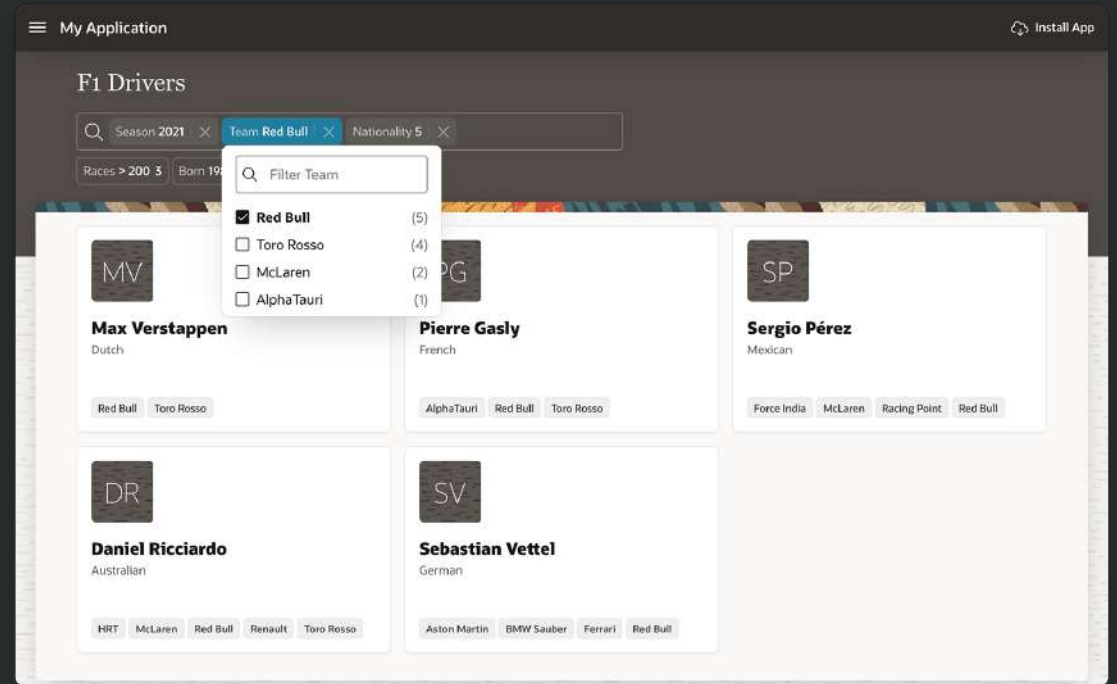 My Application
Install App
F1 Drivers
Season 2021 Team Red Bull Nationality 5
Races > 200 3 Born
Filter Team
Red Bull (5)
Toro Rosso (4)
McLaren (2)
AlphaTauri (1)
MV
PG
SP
Max Verstappen
Pierre Gasly
Sergio Pérez
Dutch
French
Mexican
Red Bull Toro Rosso
AlphaTauri Red Bull Toro Rosso
Force India McLaren Racing Point Red Bull
DR
SV
Daniel Ricciardo
Sebastian Vettel
Australian
German
HRT McLaren Red Bull Renault Toro Rosso
Aston Martin BMW Sauber Ferrari Red Bull